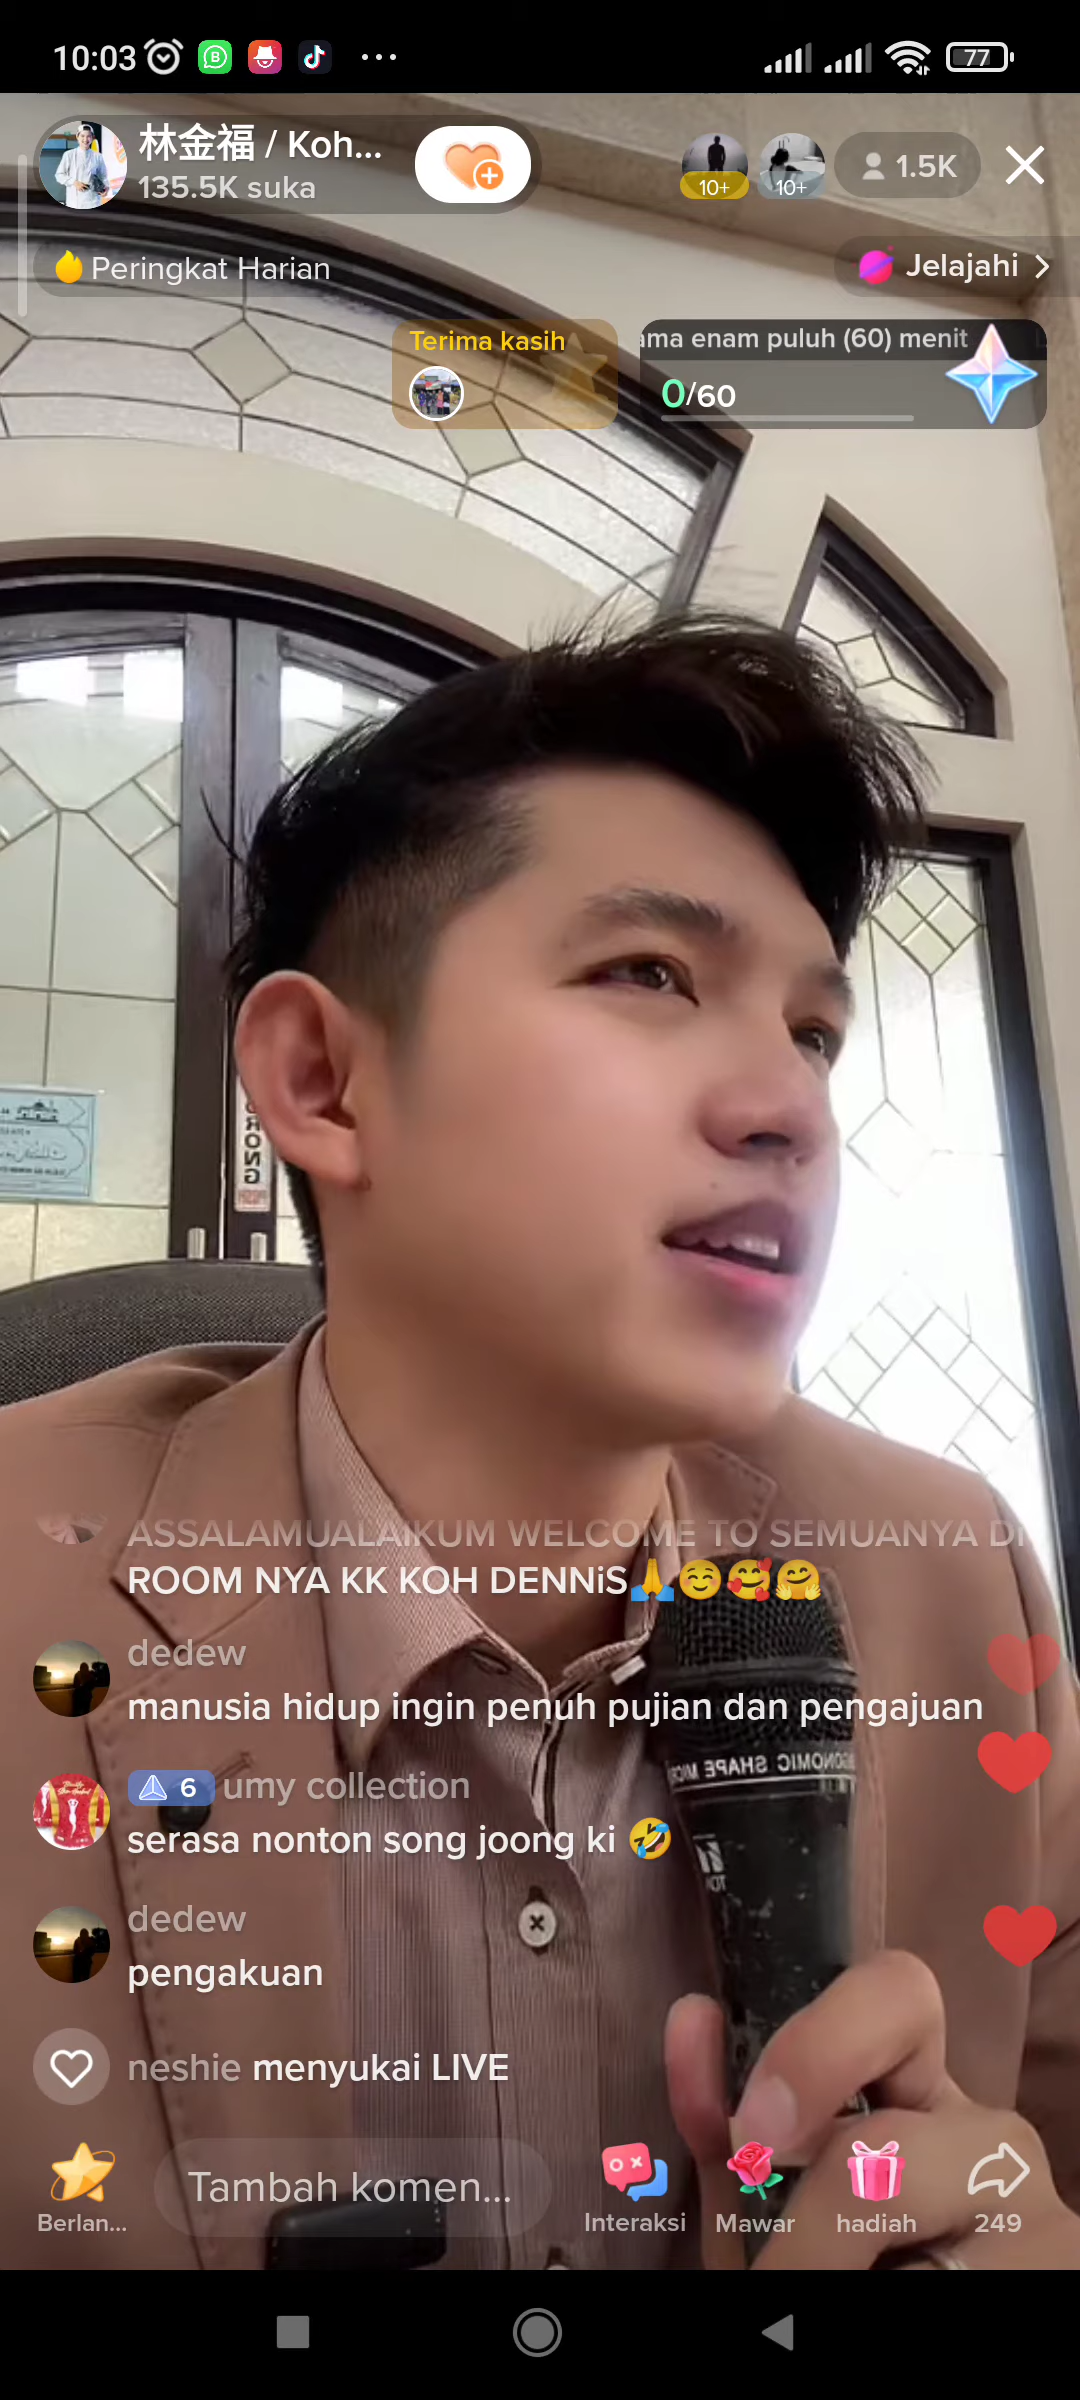 10:03
77
林金福 / Koh...
135.5K suka
10+
10+
1.5K
Peringkat Harian
Jelajahi
Terima kasih
ama enam puluh (60) menit
0/60
ASSALAMUALAIKUM WELCOME TO SEMUANYA DI
ROOM NYA KK KOH DENNiS🙏☺️🥰🤗
dedew
manusia hidup ingin penuh pujian dan pengajuan
6 umy collection
serasa nonton song joong ki 🤣
dedew
pengakuan
neshie menyukai LIVE
Berlan...
Tambah komen...
Interaksi
Mawar
hadiah
249